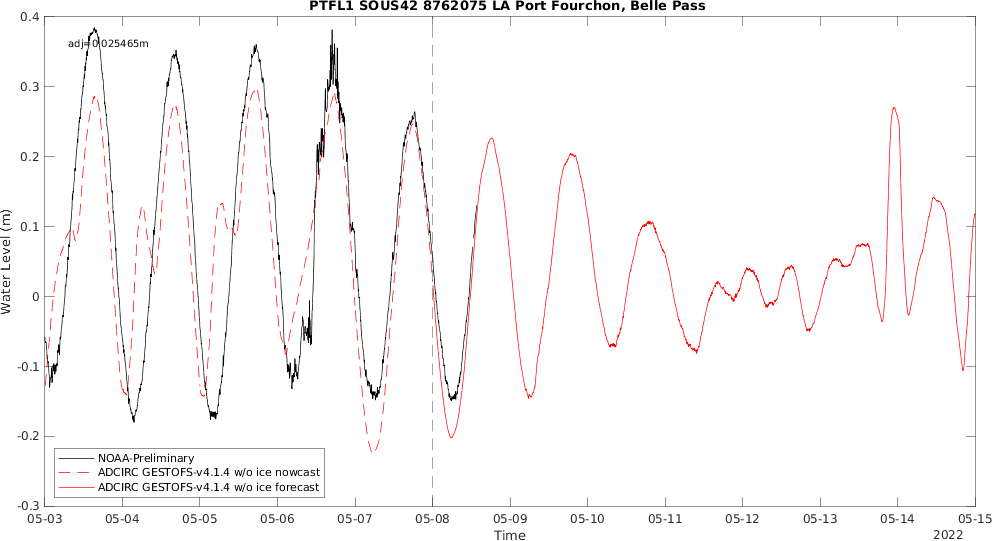 PTFL1 SOUS42 8762075 LA Port Fourchon, Belle Pass
adj=0.025465m
0.4
0.3
0.2
0.1
0
-0.1
-0.2
-0.3
Water Level (m)
NOAA-Preliminary
ADCIRC GESTOFS-v4.1.4 w/o ice nowcast
ADCIRC GESTOFS-v4.1.4 w/o ice forecast
05-03 05-04 05-05 05-06 05-07 05-08 05-09 05-10 05-11 05-12 05-13 05-14 05-15
Time
2022